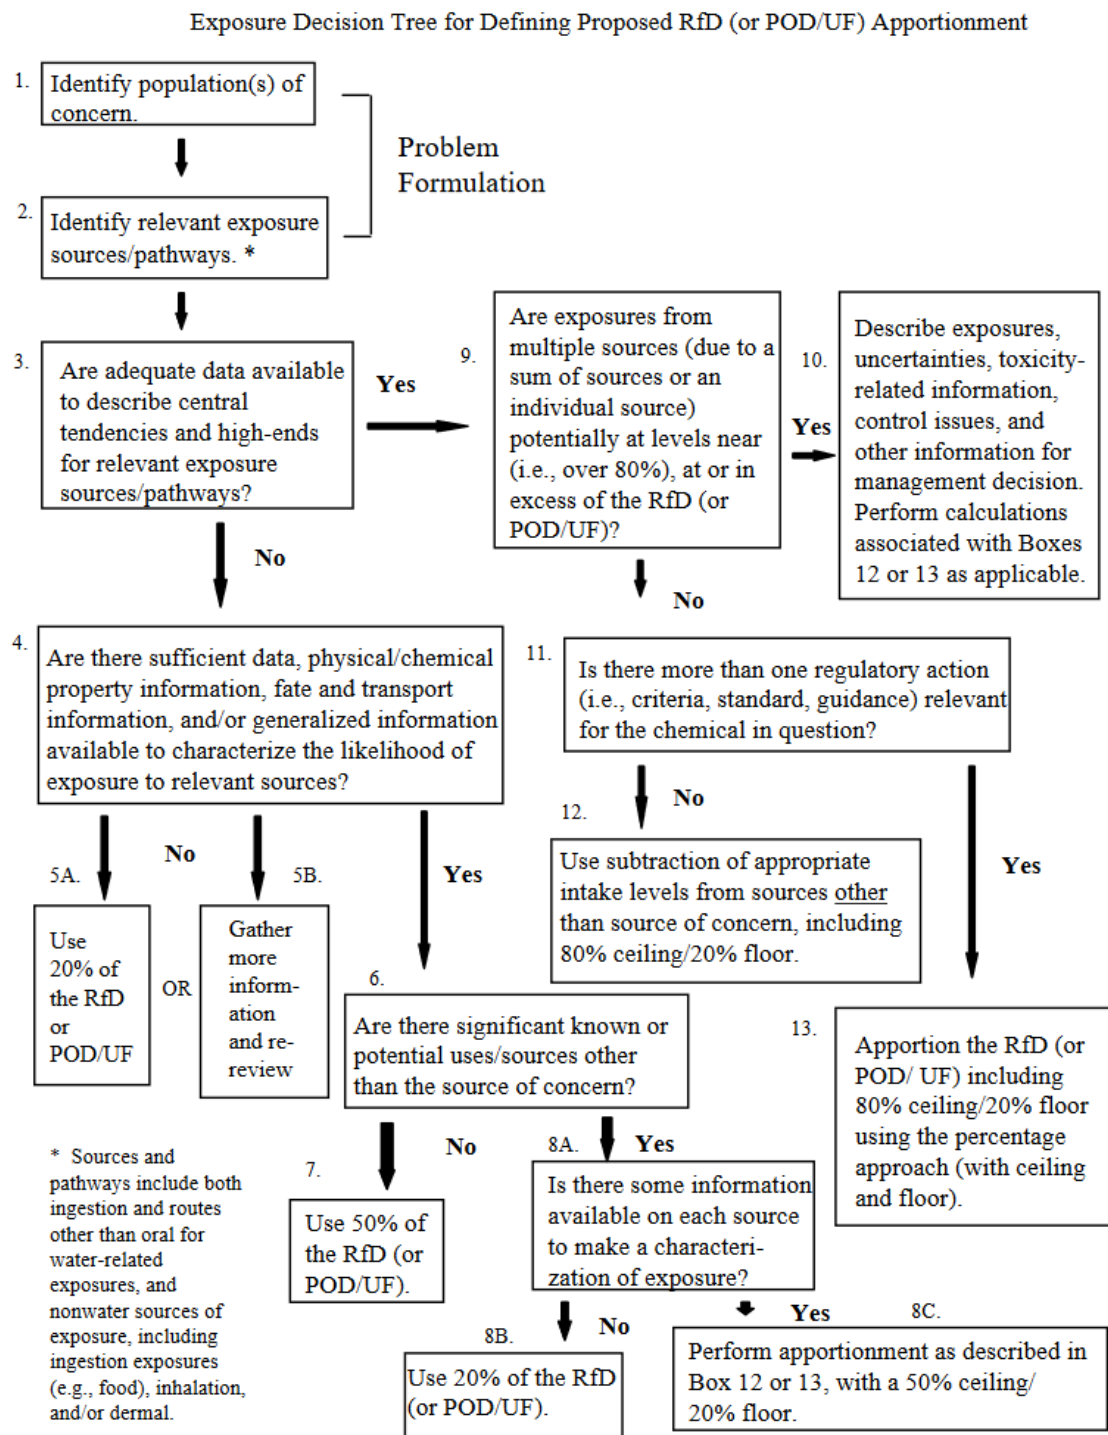 Exposure Decision Tree for Defining Proposed RfD (or POD/UF) Apportionment
1.
Identify population(s) of
concern.
Problem
Formulation
2.
Identify relevant exposure
sources/pathways. *
3.
Are adequate data available
to describe central
tendencies and high-ends
for relevant exposure
sources/pathways?
Yes
No
9.
Are exposures from
multiple sources (due to a
sum of sources or an
individual source)
potentially at levels near
(i.e., over 80%), at or in
excess of the RfD (or
POD/UF)?
Yes
No
10.
Describe exposures,
uncertainties, toxicity-
related information,
control issues, and
other information for
management decision.
Perform calculations
associated with Boxes
12 or 13 as applicable.
4.
Are there sufficient data, physical/chemical
property information, fate and transport
information, and/or generalized information
available to characterize the likelihood of
exposure to relevant sources?
No
Yes
11.
Is there more than one regulatory action
(i.e., criteria, standard, guidance) relevant
for the chemical in question?
No
Yes
5A.
Use
20% of
the RfD
or
POD/UF
OR
5B.
Gather
more
inform-
ation
and re-
review
12.
Use subtraction of appropriate
intake levels from sources other
than source of concern, including
80% ceiling/20% floor.
6.
Are there significant known or
potential uses/sources other
than the source of concern?
No
Yes
13.
Apportion the RfD (or
POD/ UF) including
80% ceiling/20% floor
using the percentage
approach (with ceiling
and floor).
7.
Use 50% of
the RfD (or
POD/UF).
8A.
Is there some information
available on each source
to make a characteri-
zation of exposure?
No
Yes
8B.
Use 20% of the RfD
(or POD/UF).
8C.
Perform apportionment as described in
Box 12 or 13, with a 50% ceiling/
20% floor.
* Sources and
pathways include both
ingestion and routes
other than oral for
water-related
exposures, and
nonwater sources of
exposure, including
ingestion exposures
(e.g., food), inhalation,
and/or dermal.